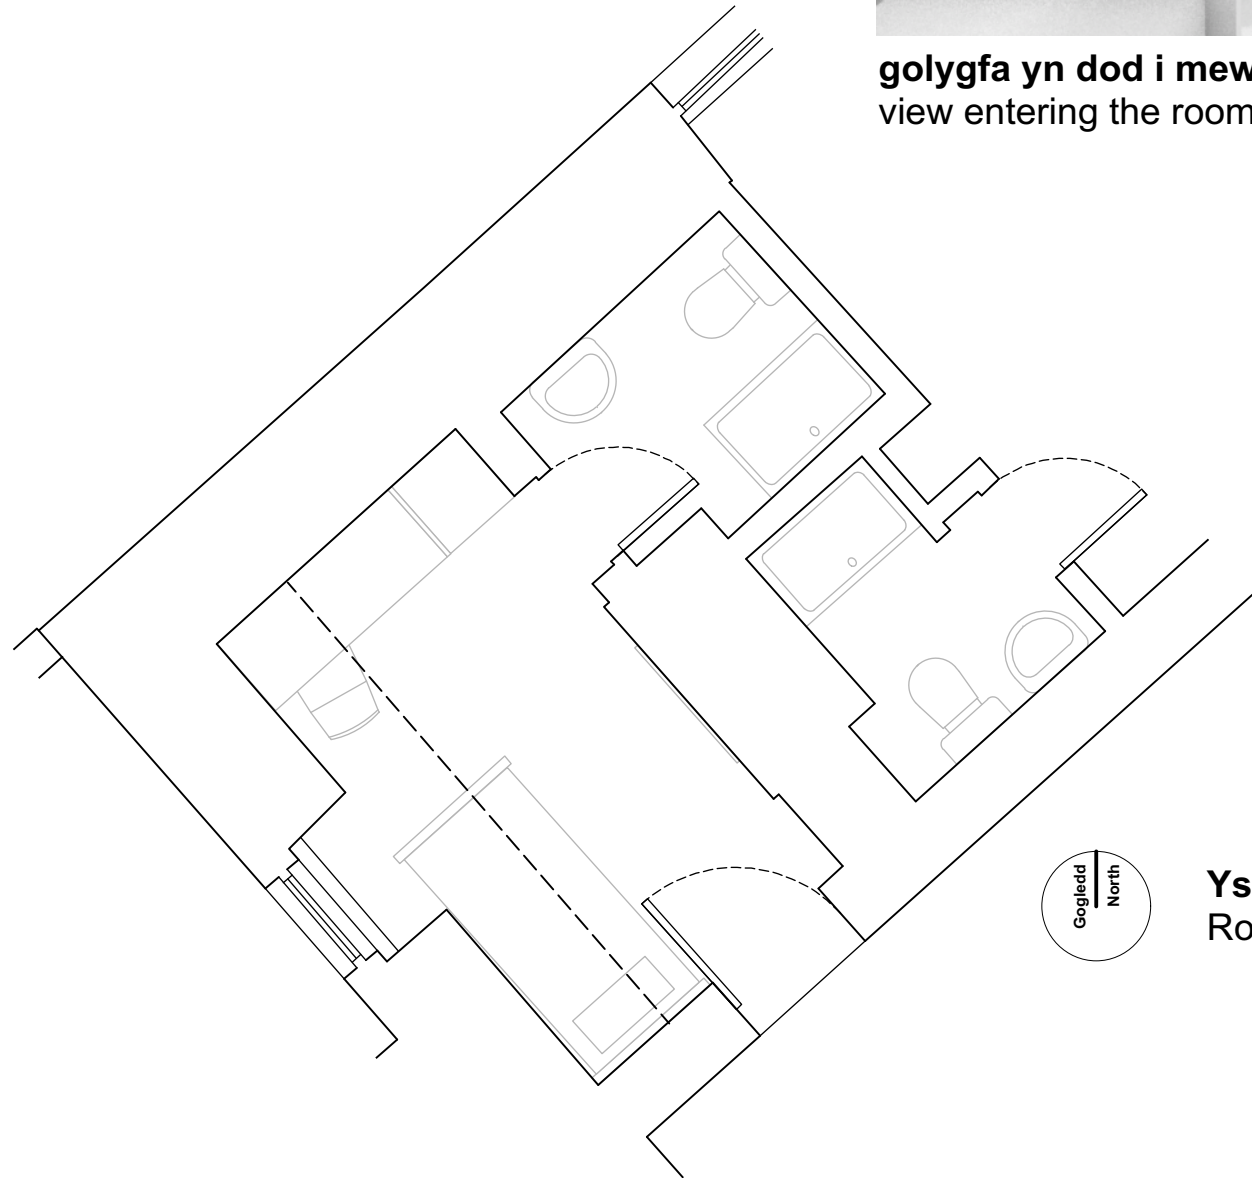 golygfa yn dod i mew
view entering the room
Gogledd
North
Ys
Ro